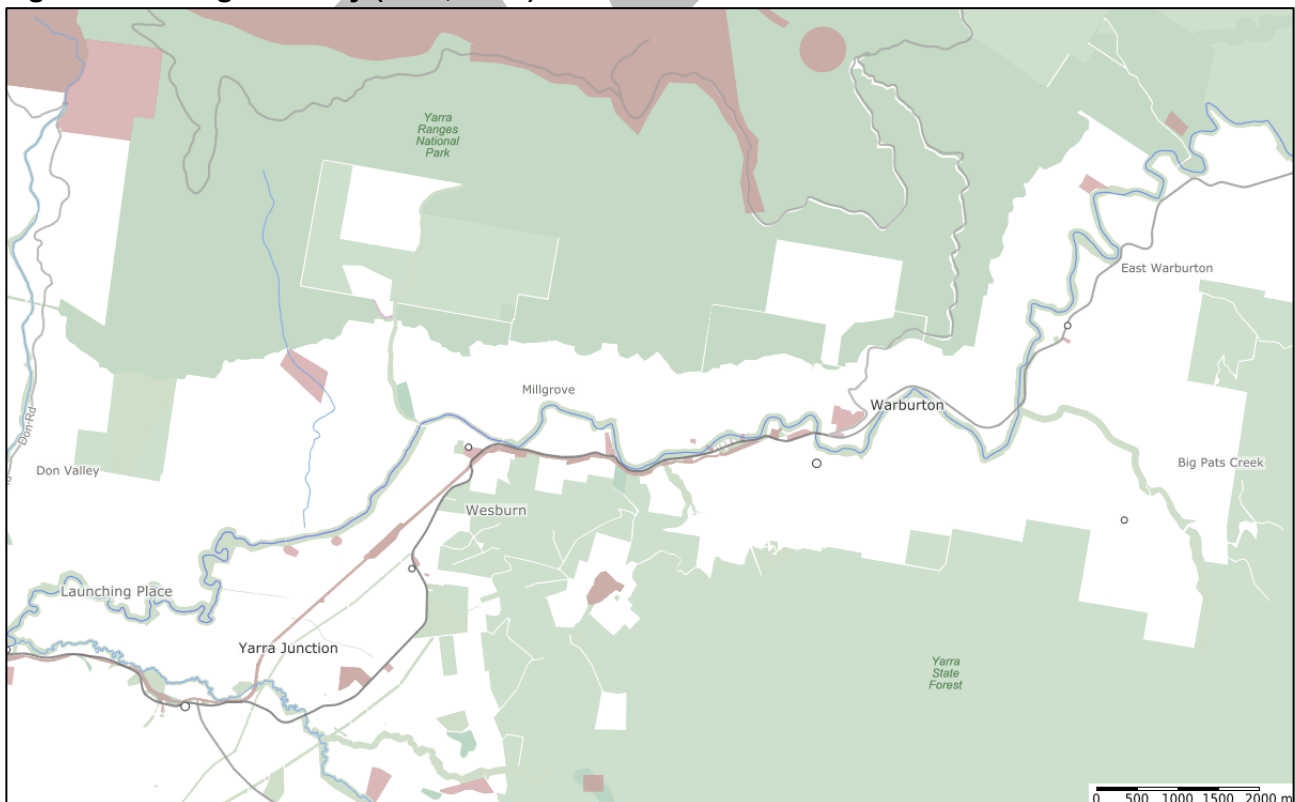 Yarra
Ranges
National
Park
East Warburton
Millgrove
Warburton
Don Rd
Don Valley
Big Pats Creek
Wesburn
Launching Place
Yarra Junction
Yarra
State
Forest
0 500 1000 1500 2000 m